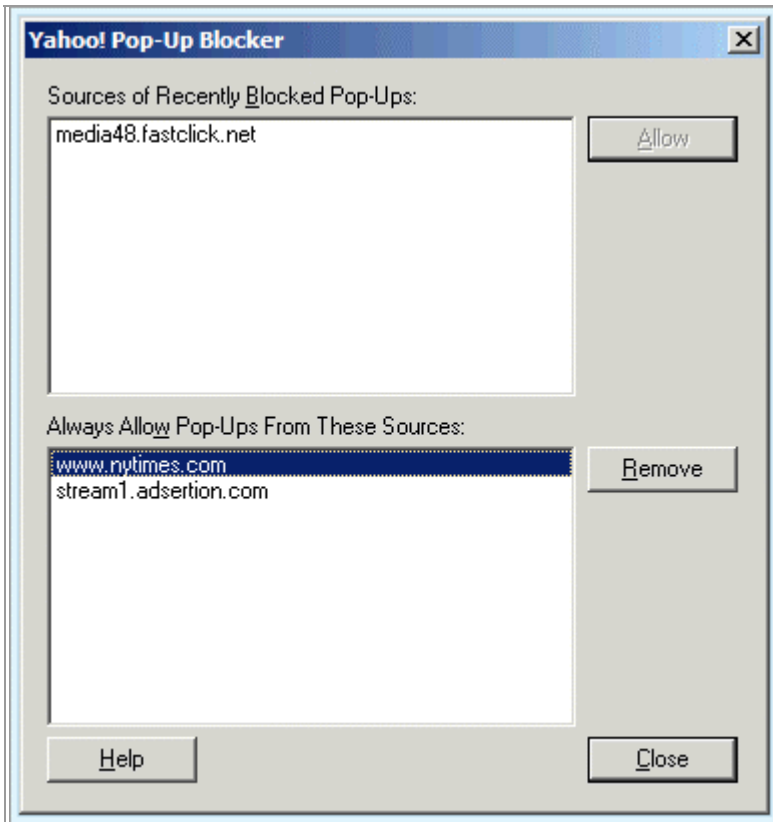 Yahoo! Pop-Up Blocker
Sources of Recently Blocked Pop-Ups:
media48.fastclick.net
Allow
Always Allow Pop-Ups From These Sources:
www.nytimes.com
Remove
stream1.adsertion.com
Help
Close